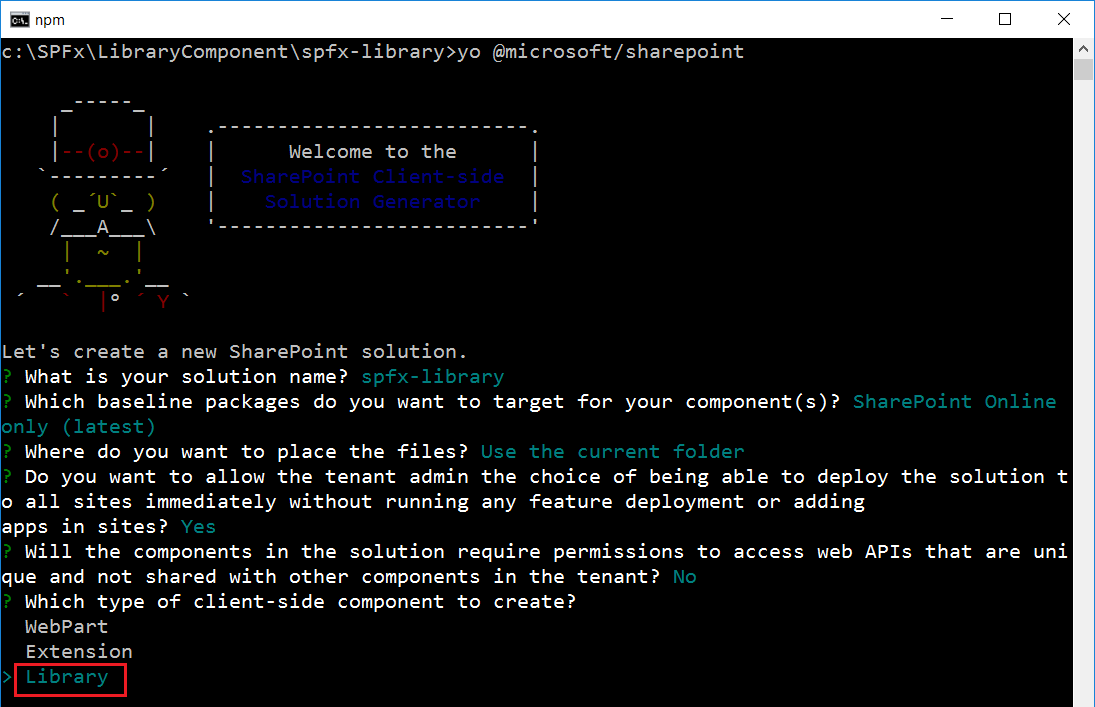 npm
c:\SPFx\LibraryComponent\spfx-library>yo @microsoft/sharepoint
     _-----_
    |       |    .--------------------------.
    |--(o)--|    |      Welcome to the      |
   `---------´   |  SharePoint Client-side  |
    ( _´U`_ )    |    Solution Generator    |
    /___A___\    '--------------------------'
     |  ~  |
   __'.___.'__
 ´   `  |° ´ Y `
Let's create a new SharePoint solution.
? What is your solution name? spfx-library
? Which baseline packages do you want to target for your component(s)? SharePoint Online
only (latest)
? Where do you want to place the files? Use the current folder
? Do you want to allow the tenant admin the choice of being able to deploy the solution t
o all sites immediately without running any feature deployment or adding
apps in sites? Yes
? Will the components in the solution require permissions to access web APIs that are uni
que and not shared with other components in the tenant? No
? Which type of client-side component to create?
  WebPart
  Extension
> Library